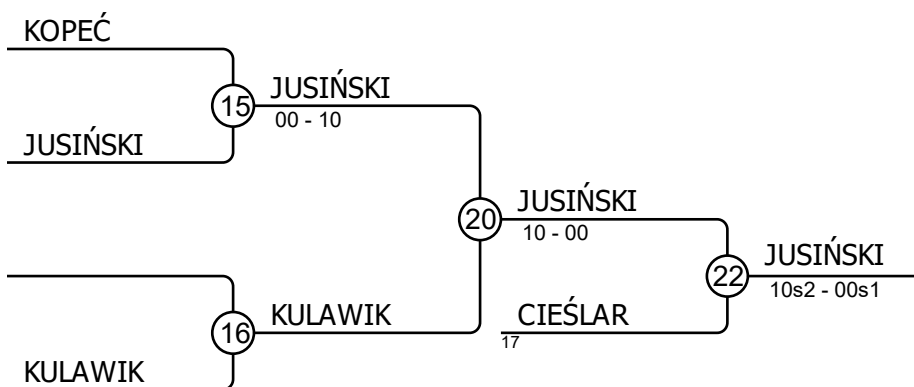 KOPEĆ
15
JUSIŃSKI
00 - 10
JUSIŃSKI
20
JUSIŃSKI
10 - 00
22
JUSIŃSKI
10s2 - 00s1
16
KULAWIK
CIEŚLAR
17
KULAWIK